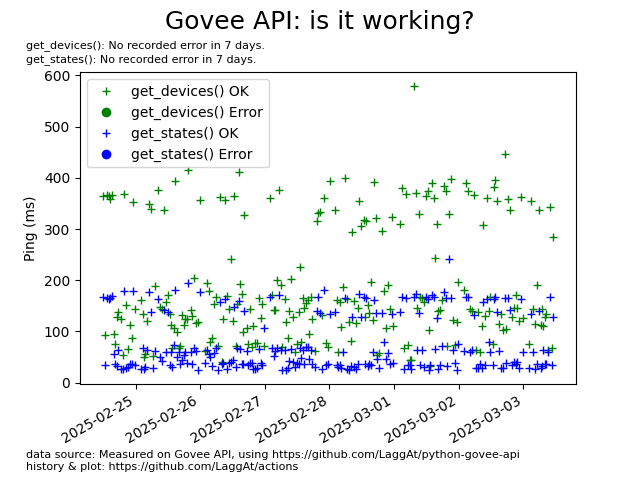 Govee API: is it working?
get_devices(): No recorded error in 7 days.
get_states(): No recorded error in 7 days.
600
500
400
300
200
100
0
Ping (ms)
get_devices() OK
get_devices() Error
get_states() OK
get_states() Error
2025-02-25
2025-02-26
2025-02-27
2025-02-28
2025-03-01
2025-03-02
2025-03-03
data source: Measured on Govee API, using https://github.com/LaggAt/python-govee-api
history & plot: https://github.com/LaggAt/actions